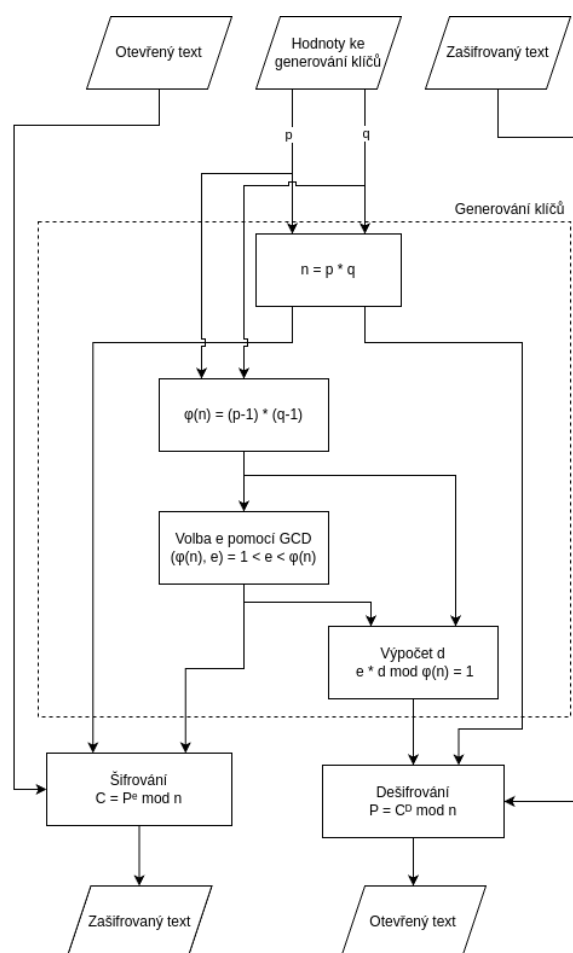 Otevřený text
Hodnoty ke
generování klíčů
Zašifrovaný text
p
q
Generování klíčů
n = p * q
φ(n) = (p-1) * (q-1)
Volba e pomocí GCD
(φ(n), e) = 1 < e < φ(n)
Výpočet d
e * d mod φ(n) = 1
Šifrování
C = Pᵉ mod n
Dešifrování
P = Cᴰ mod n
Zašifrovaný text
Otevřený text